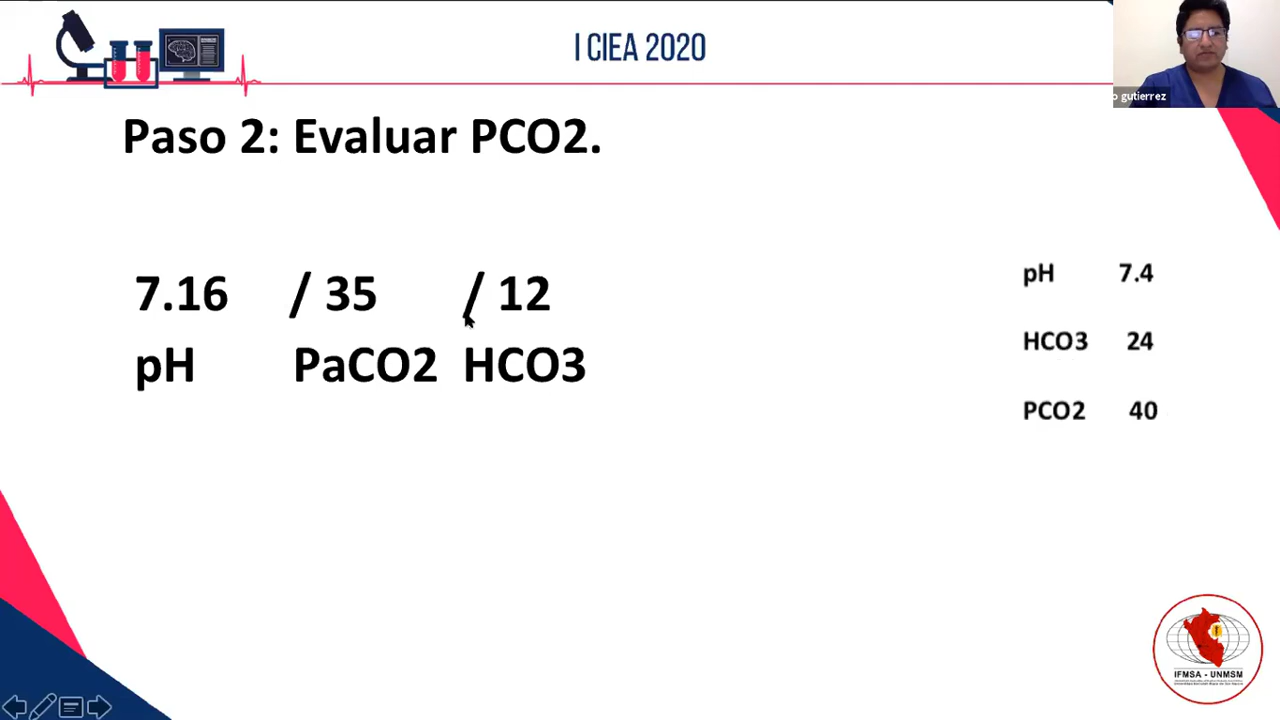 I CIEA 2020
o gutierrez
Paso 2: Evaluar PCO2.
7.16 / 35 / 12
pH PaCO2 HCO3
pH 7.4
HCO3 24
PCO2 40
IFMSA - UNMSM